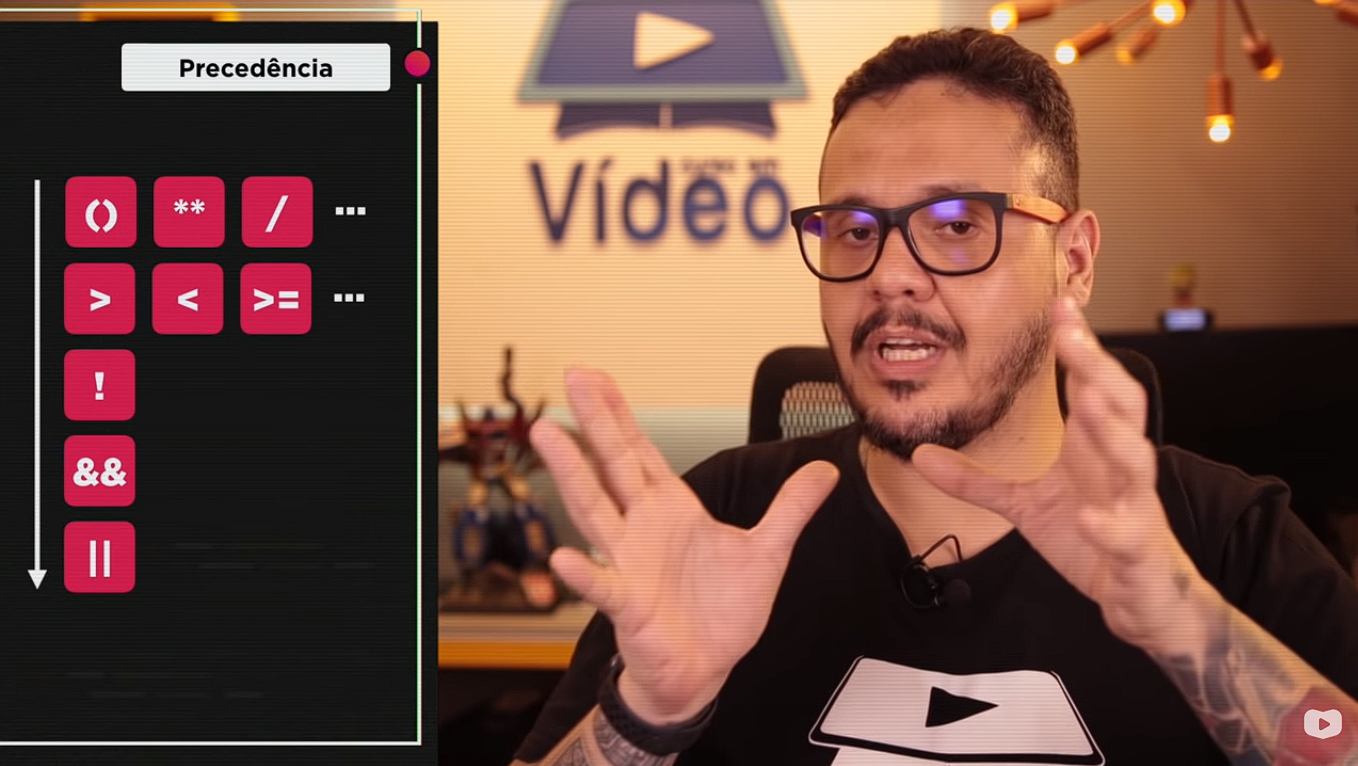 Precedência
() ** / ...
> < >= ...
!
&&
||
Vídeo